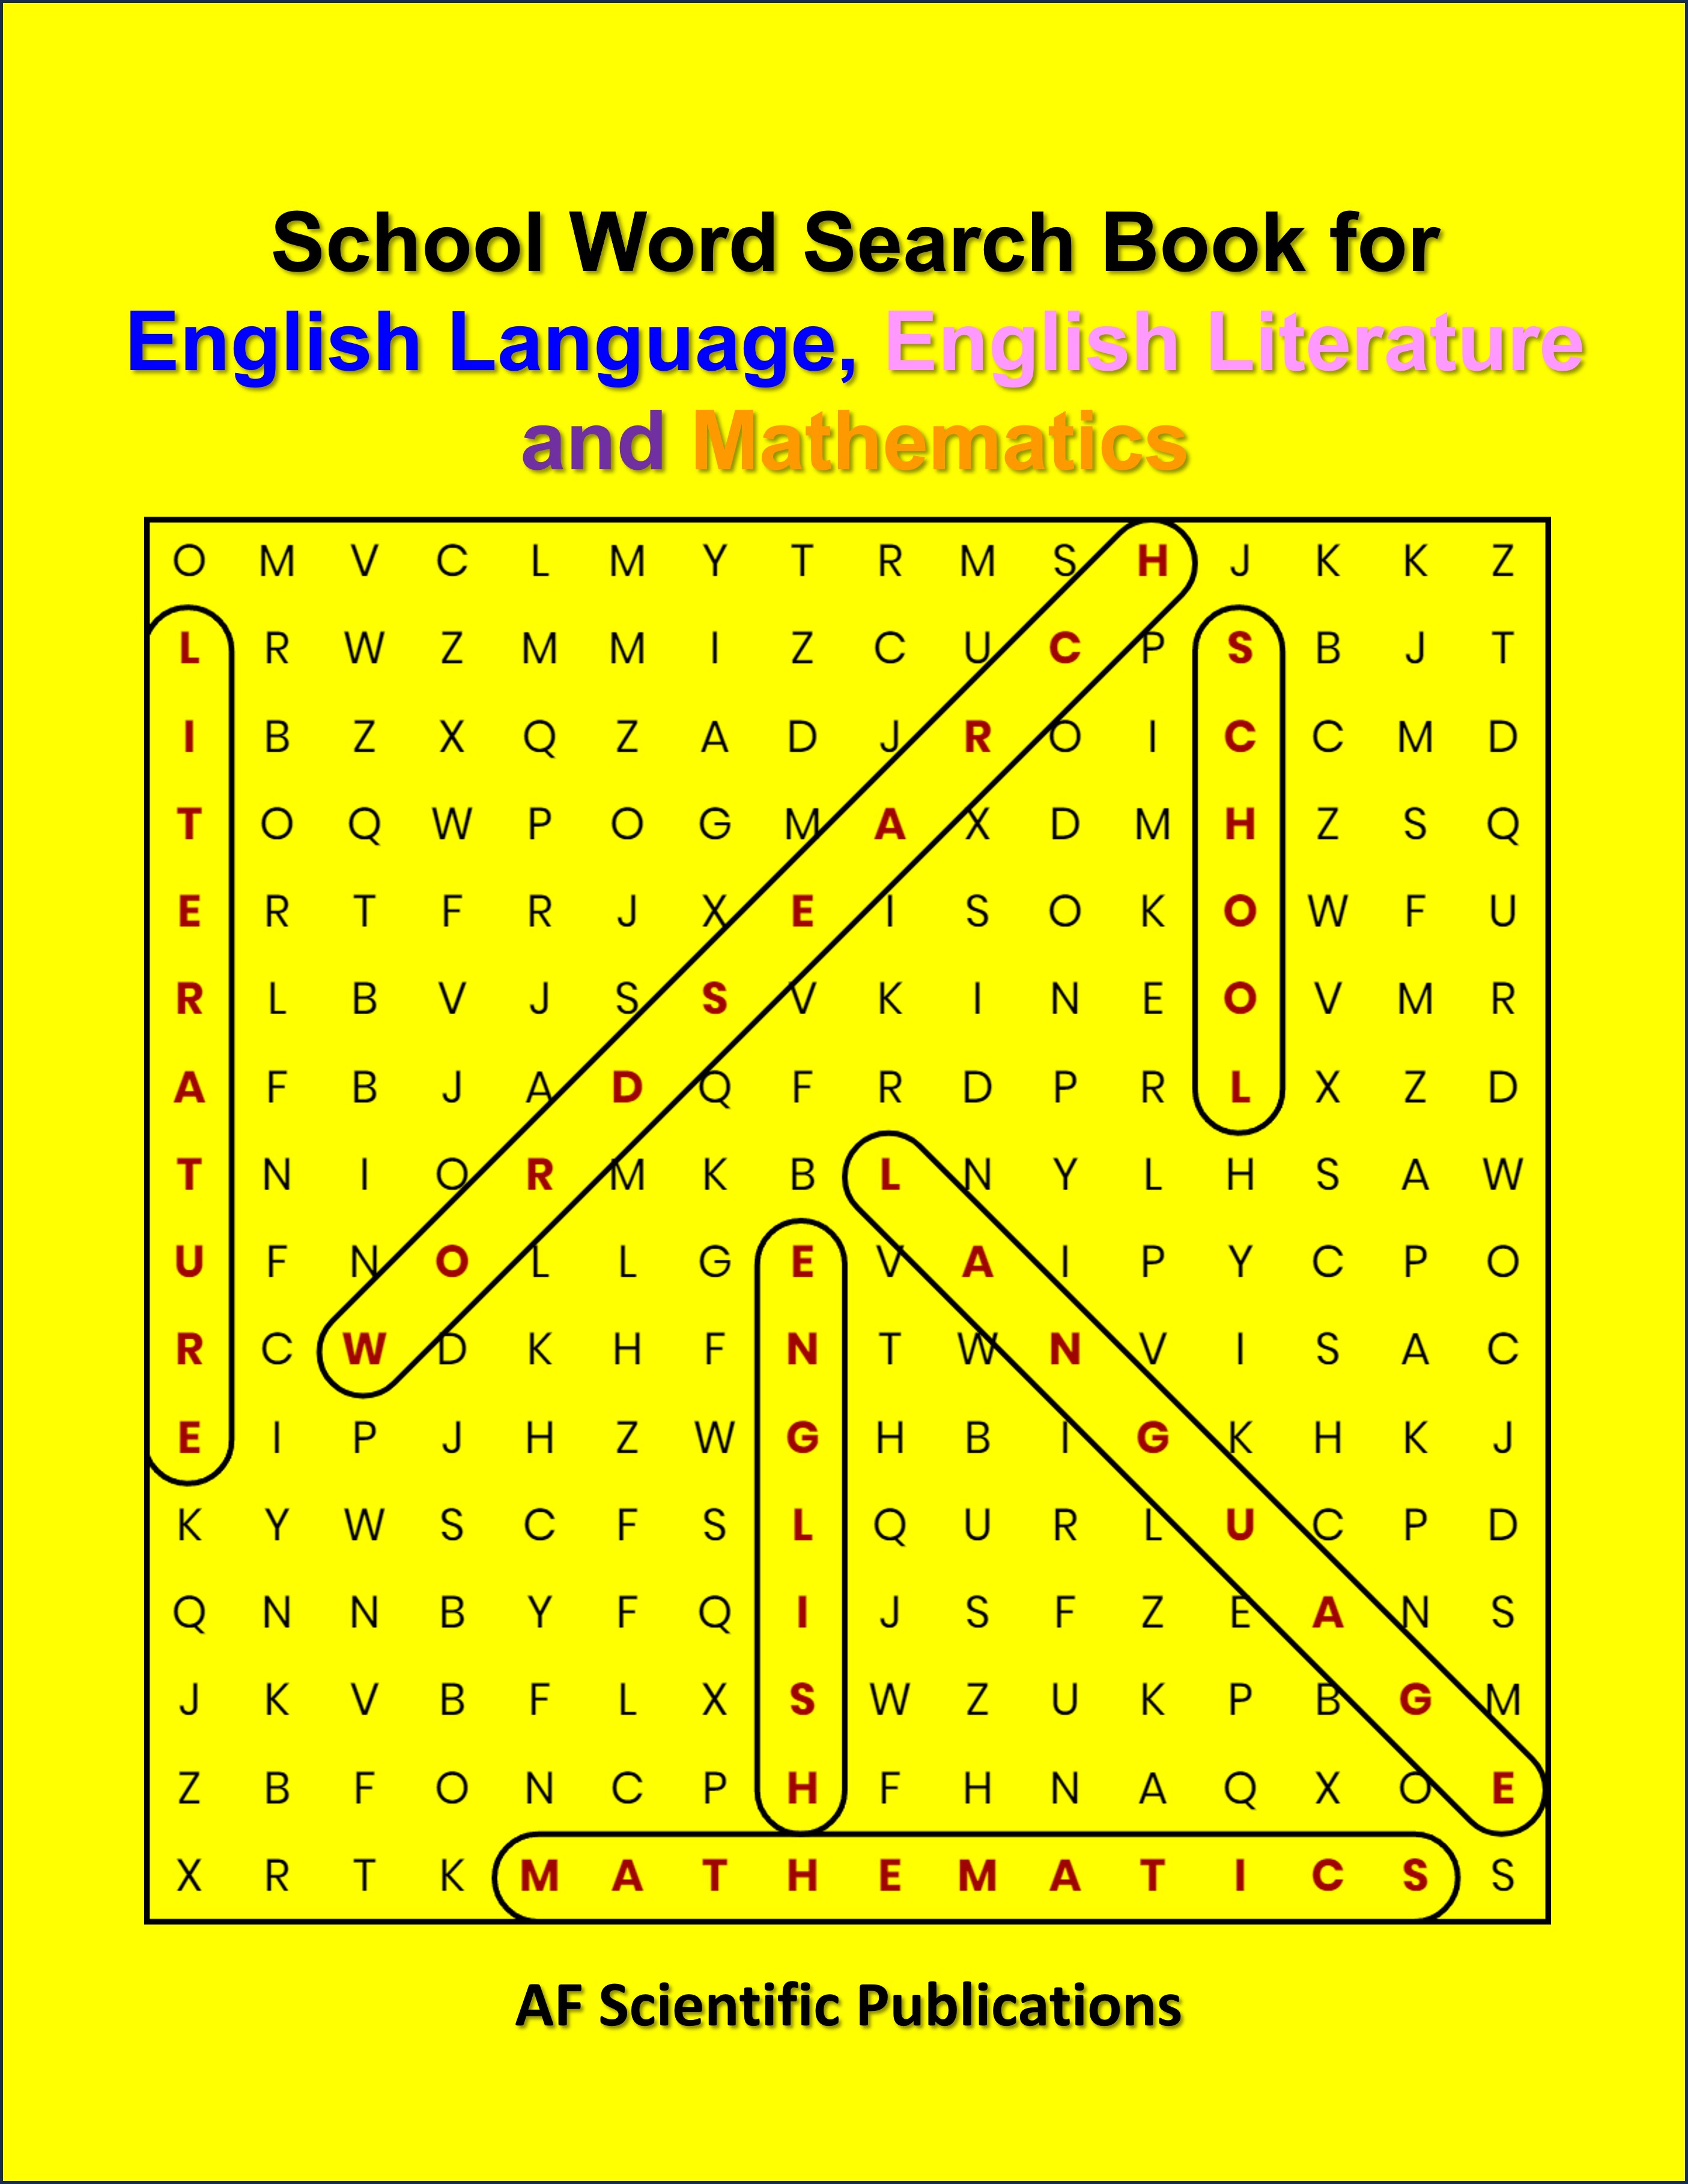 School Word Search Book for
English Language, English Literature
and Mathematics
O M V C L M Y T R M S H J K K Z
L R W Z M M I Z C U C P S B J T
I B Z X Q Z A D J R O I C C M D
T O Q W P O G M A X D M H Z S Q
E R T F R J X E I S O K O W F U
R L B V J S S V K I N E O V M R
A F B J A D Q F R D P R L X Z D
T N I O R M K B L N Y L H S A W
U F N O L L G E V A I P Y C P O
R C W D K H F N T W N V I S A C
E I P J H Z W G H B I G K H K J
K Y W S C F S L Q U R L U C P D
Q N N B Y F Q I J S F Z E A N S
J K V B F L X S W Z U K P B G M
Z B F O N C P H F H N A Q X O E
X R T K M A T H E M A T I C S S
AF Scientific Publications